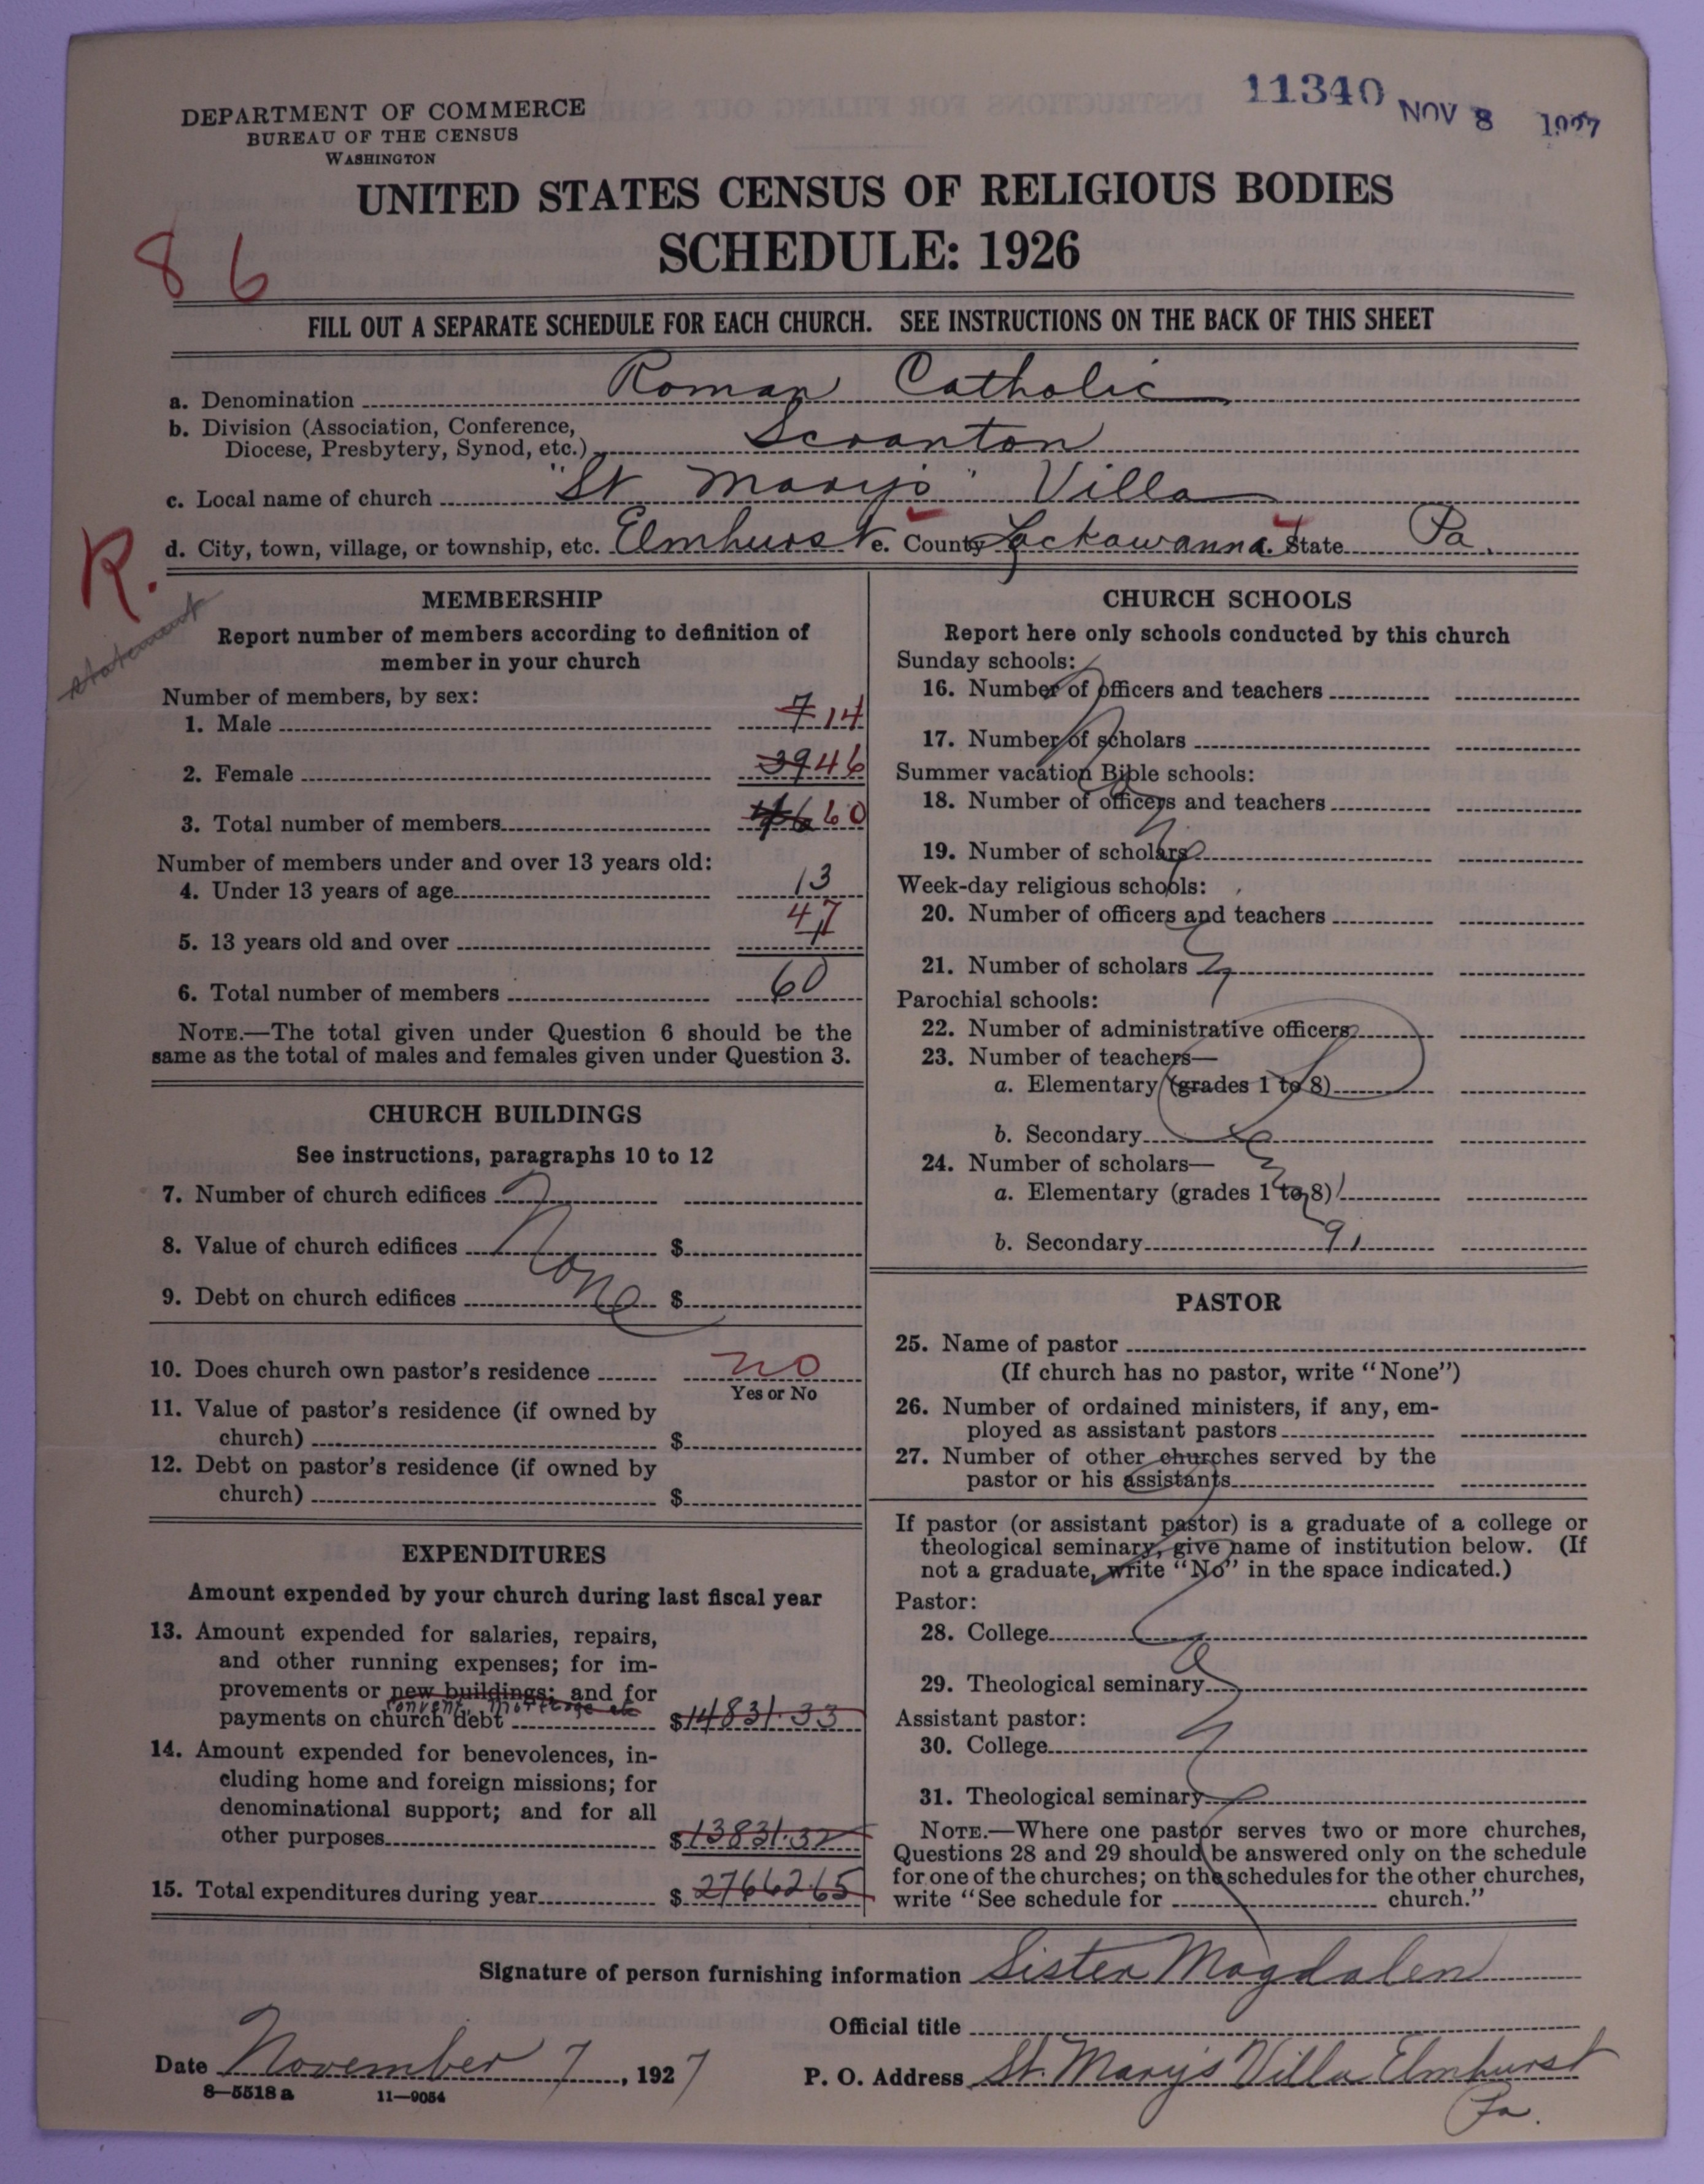 11340 NOV 8 1927
DEPARTMENT OF COMMERCE
BUREAU OF THE CENSUS
WASHINGTON
UNITED STATES CENSUS OF RELIGIOUS BODIES
SCHEDULE: 1926
86
FILL OUT A SEPARATE SCHEDULE FOR EACH CHURCH. SEE INSTRUCTIONS ON THE BACK OF THIS SHEET
a. Denomination Roman Catholic
b. Division (Association, Conference,
Diocese, Presbytery, Synod, etc.) Scranton
c. Local name of church "St Marys" Villa
d. City, town, village, or township, etc. Elmhurst e. County Lackawanna f. State Pa.
R.
statement
MEMBERSHIP
Report number of members according to definition of
member in your church
Number of members, by sex:
1. Male 7 14
2. Female 39 46
3. Total number of members 46 60
Number of members under and over 13 years old:
4. Under 13 years of age 13
5. 13 years old and over 47
6. Total number of members 60
NOTE.—The total given under Question 6 should be the
same as the total of males and females given under Question 3.
CHURCH BUILDINGS
See instructions, paragraphs 10 to 12
7. Number of church edifices
8. Value of church edifices $
None
9. Debt on church edifices $
10. Does church own pastor's residence no
Yes or No
11. Value of pastor's residence (if owned by
church) $
12. Debt on pastor's residence (if owned by
church) $
EXPENDITURES
Amount expended by your church during last fiscal year
13. Amount expended for salaries, repairs,
and other running expenses; for im-
provements or new buildings; and for
convent mortgage etc
payments on church debt $14831.33
14. Amount expended for benevolences, in-
cluding home and foreign missions; for
denominational support; and for all
other purposes $13831.32
15. Total expenditures during year $27662.65
CHURCH SCHOOLS
Report here only schools conducted by this church
Sunday schools:
16. Number of officers and teachers
17. Number of scholars
Summer vacation Bible schools:
18. Number of officers and teachers
19. Number of scholars
Week-day religious schools:
20. Number of officers and teachers
21. Number of scholars
Parochial schools:
22. Number of administrative officers
23. Number of teachers—
a. Elementary (grades 1 to 8)
b. Secondary
24. Number of scholars—
a. Elementary (grades 1 to 8)
b. Secondary
PASTOR
25. Name of pastor
(If church has no pastor, write "None")
26. Number of ordained ministers, if any, em-
ployed as assistant pastors
27. Number of other churches served by the
pastor or his assistants
If pastor (or assistant pastor) is a graduate of a college or
theological seminary, give name of institution below. (If
not a graduate, write "No" in the space indicated.)
Pastor:
28. College
29. Theological seminary
Assistant pastor:
30. College
31. Theological seminary
NOTE.—Where one pastor serves two or more churches,
Questions 28 and 29 should be answered only on the schedule
for one of the churches; on the schedules for the other churches,
write "See schedule for church."
Signature of person furnishing information Sister Magdalen
Official title
Date November 7, 1927
P. O. Address St. Mary's Villa Elmhurst
Pa.
8—5518 a 11—9054